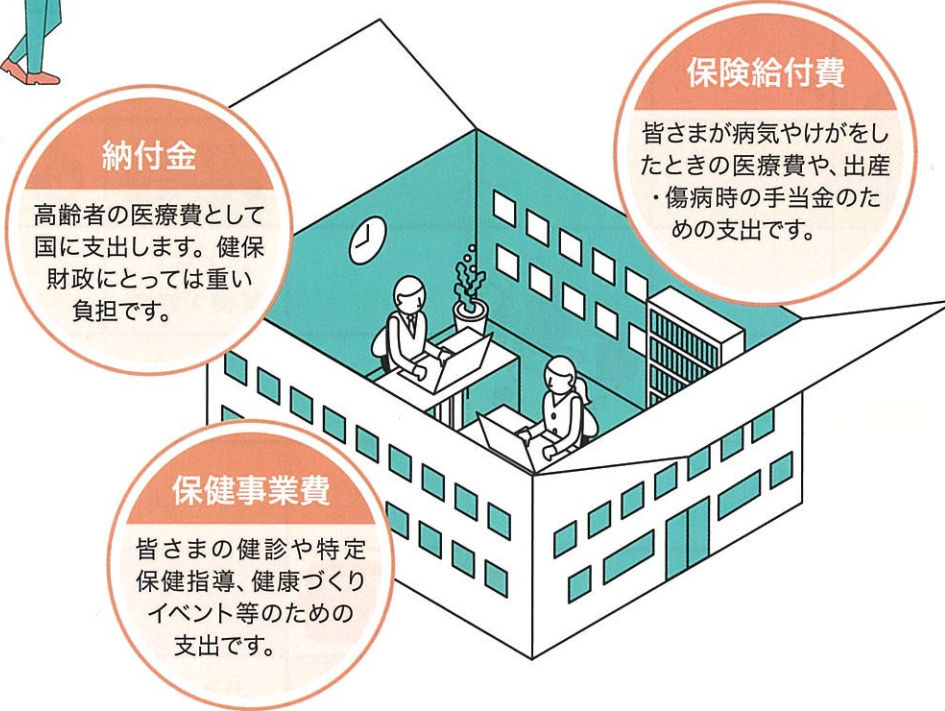 納付金
高齢者の医療費として
国に支出します。健保
財政にとっては重い
負担です。
保険給付費
皆さまが病気やけがをし
たときの医療費や、出産
・傷病時の手当金のた
めの支出です。
保健事業費
皆さまの健診や特定
保健指導、健康づくり
イベント等のための
支出です。